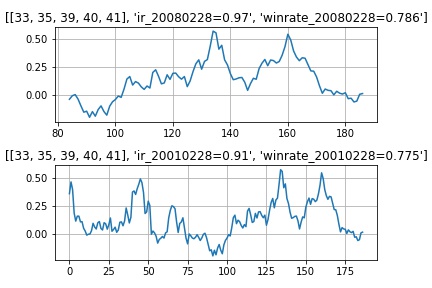 [[33, 35, 39, 40, 41], 'ir_20080228=0.97', 'winrate_20080228=0.786']
0.50
0.25
0.00
80 100 120 140 160 180
[[33, 35, 39, 40, 41], 'ir_20010228=0.91', 'winrate_20010228=0.775']
0.50
0.25
0.00
0 25 50 75 100 125 150 175